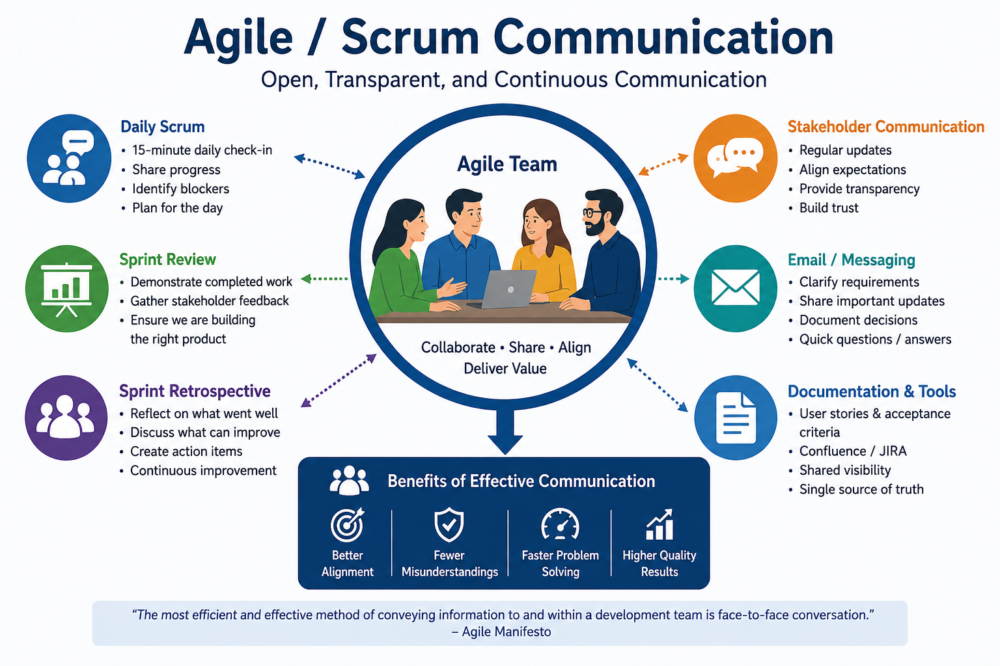 Agile / Scrum Communication
Open, Transparent, and Continuous Communication
Daily Scrum
• 15-minute daily check-in
• Share progress
• Identify blockers
• Plan for the day
Sprint Review
• Demonstrate completed work
• Gather stakeholder feedback
• Ensure we are building
the right product
Sprint Retrospective
• Reflect on what went well
• Discuss what can improve
• Create action items
• Continuous improvement
Agile Team
Collaborate • Share • Align
Deliver Value
Stakeholder Communication
• Regular updates
• Align expectations
• Provide transparency
• Build trust
Email / Messaging
• Clarify requirements
• Share important updates
• Document decisions
• Quick questions / answers
Documentation & Tools
• User stories & acceptance
criteria
• Confluence / JIRA
• Shared visibility
• Single source of truth
Benefits of Effective Communication
Better
Alignment
Fewer
Misunderstandings
Faster Problem
Solving
Higher Quality
Results
“The most efficient and effective method of conveying information to and within a development team is face-to-face conversation.”
– Agile Manifesto